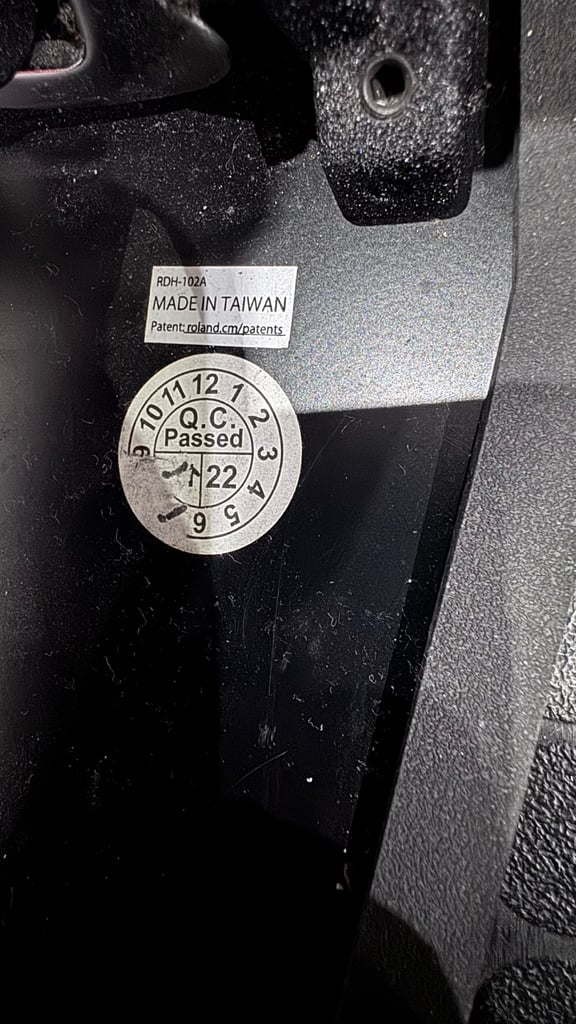 RDH-102A
MADE IN TAIWAN
Patent: roland.cm/patents
10 11 12 1 2 3 4 5 6 9
Q.C.
Passed
22